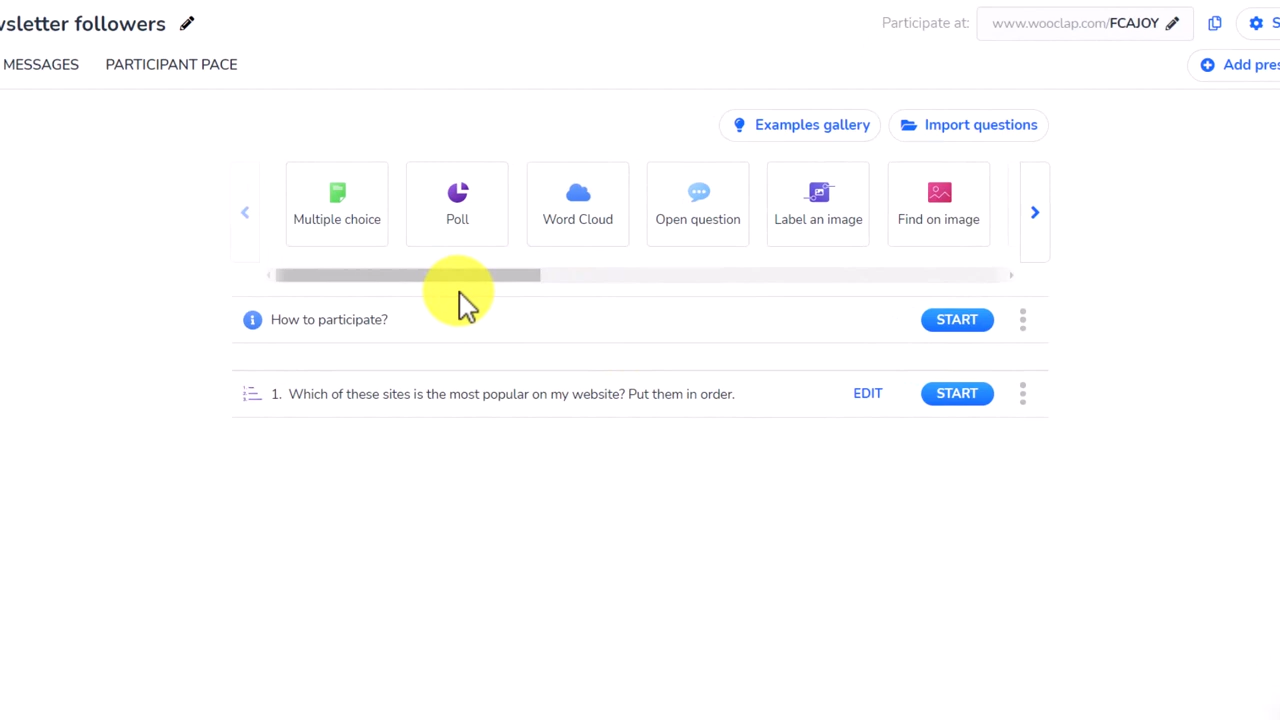 wsletter followers
Participate at: www.wooclap.com/FCAJOY
S
MESSAGES PARTICIPANT PACE
Add pres
Examples gallery Import questions
Multiple choice Poll Word Cloud Open question Label an image Find on image
How to participate? START
1. Which of these sites is the most popular on my website? Put them in order. EDIT START